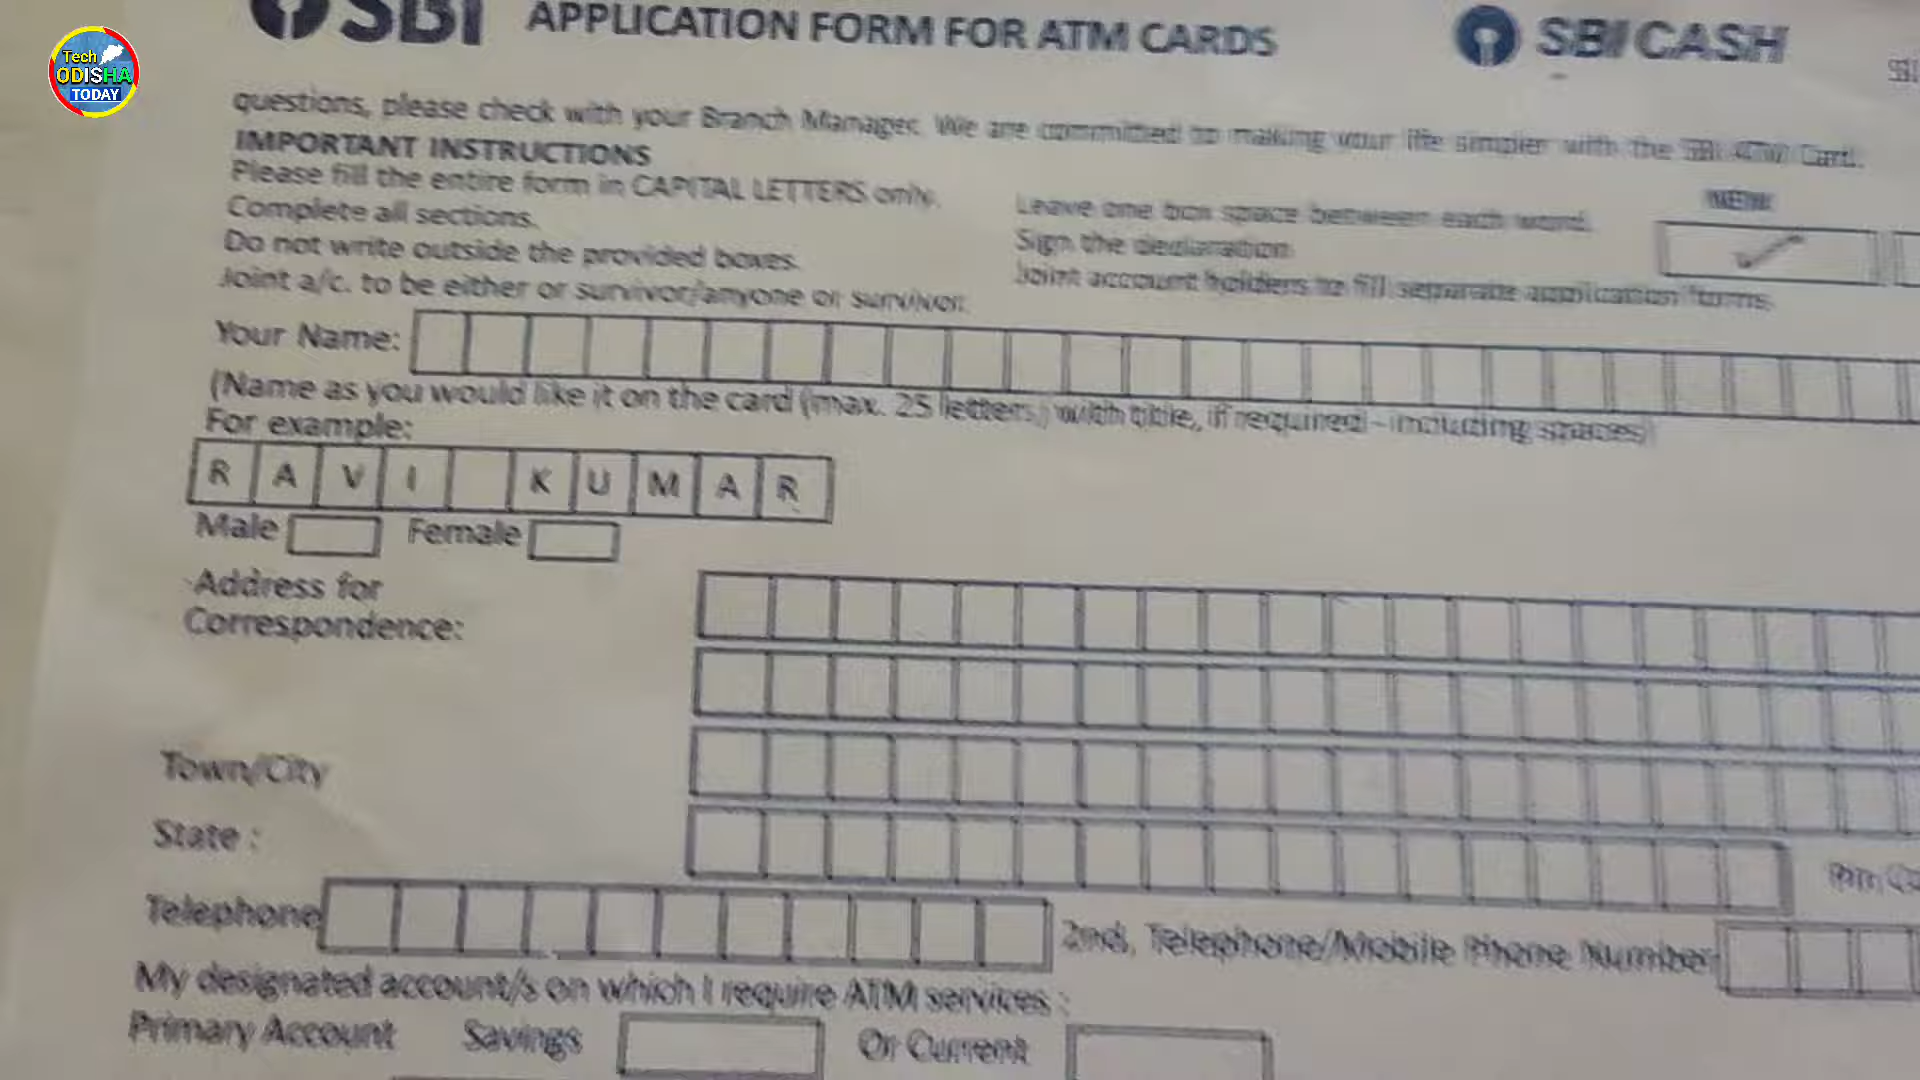 Tech
ODISHA
TODAY
SBI APPLICATION FORM FOR ATM CARDS SBI CASH SBI
questions, please check with your Branch Manager. We are committed to making your life simpler with the SBI ATM Card.
IMPORTANT INSTRUCTIONS
Please fill the entire form in CAPITAL LETTERS only.
Complete all sections. Leave one box space between each word. NEW
Do not write outside the provided boxes. Sign the declaration
Joint a/c. to be either or survivor/anyone or survivor. Joint account holders to fill separate application forms.
Your Name:
(Name as you would like it on the card (max. 25 letters.) with title, if required - including spaces)
For example:
R A V I K U M A R
Male Female
Address for
Correspondence:
Town/City
State :
Telephone 2nd, Telephone/Mobile Phone Number
My designated account/s on which I require ATM services :
Primary Account Savings Or Current